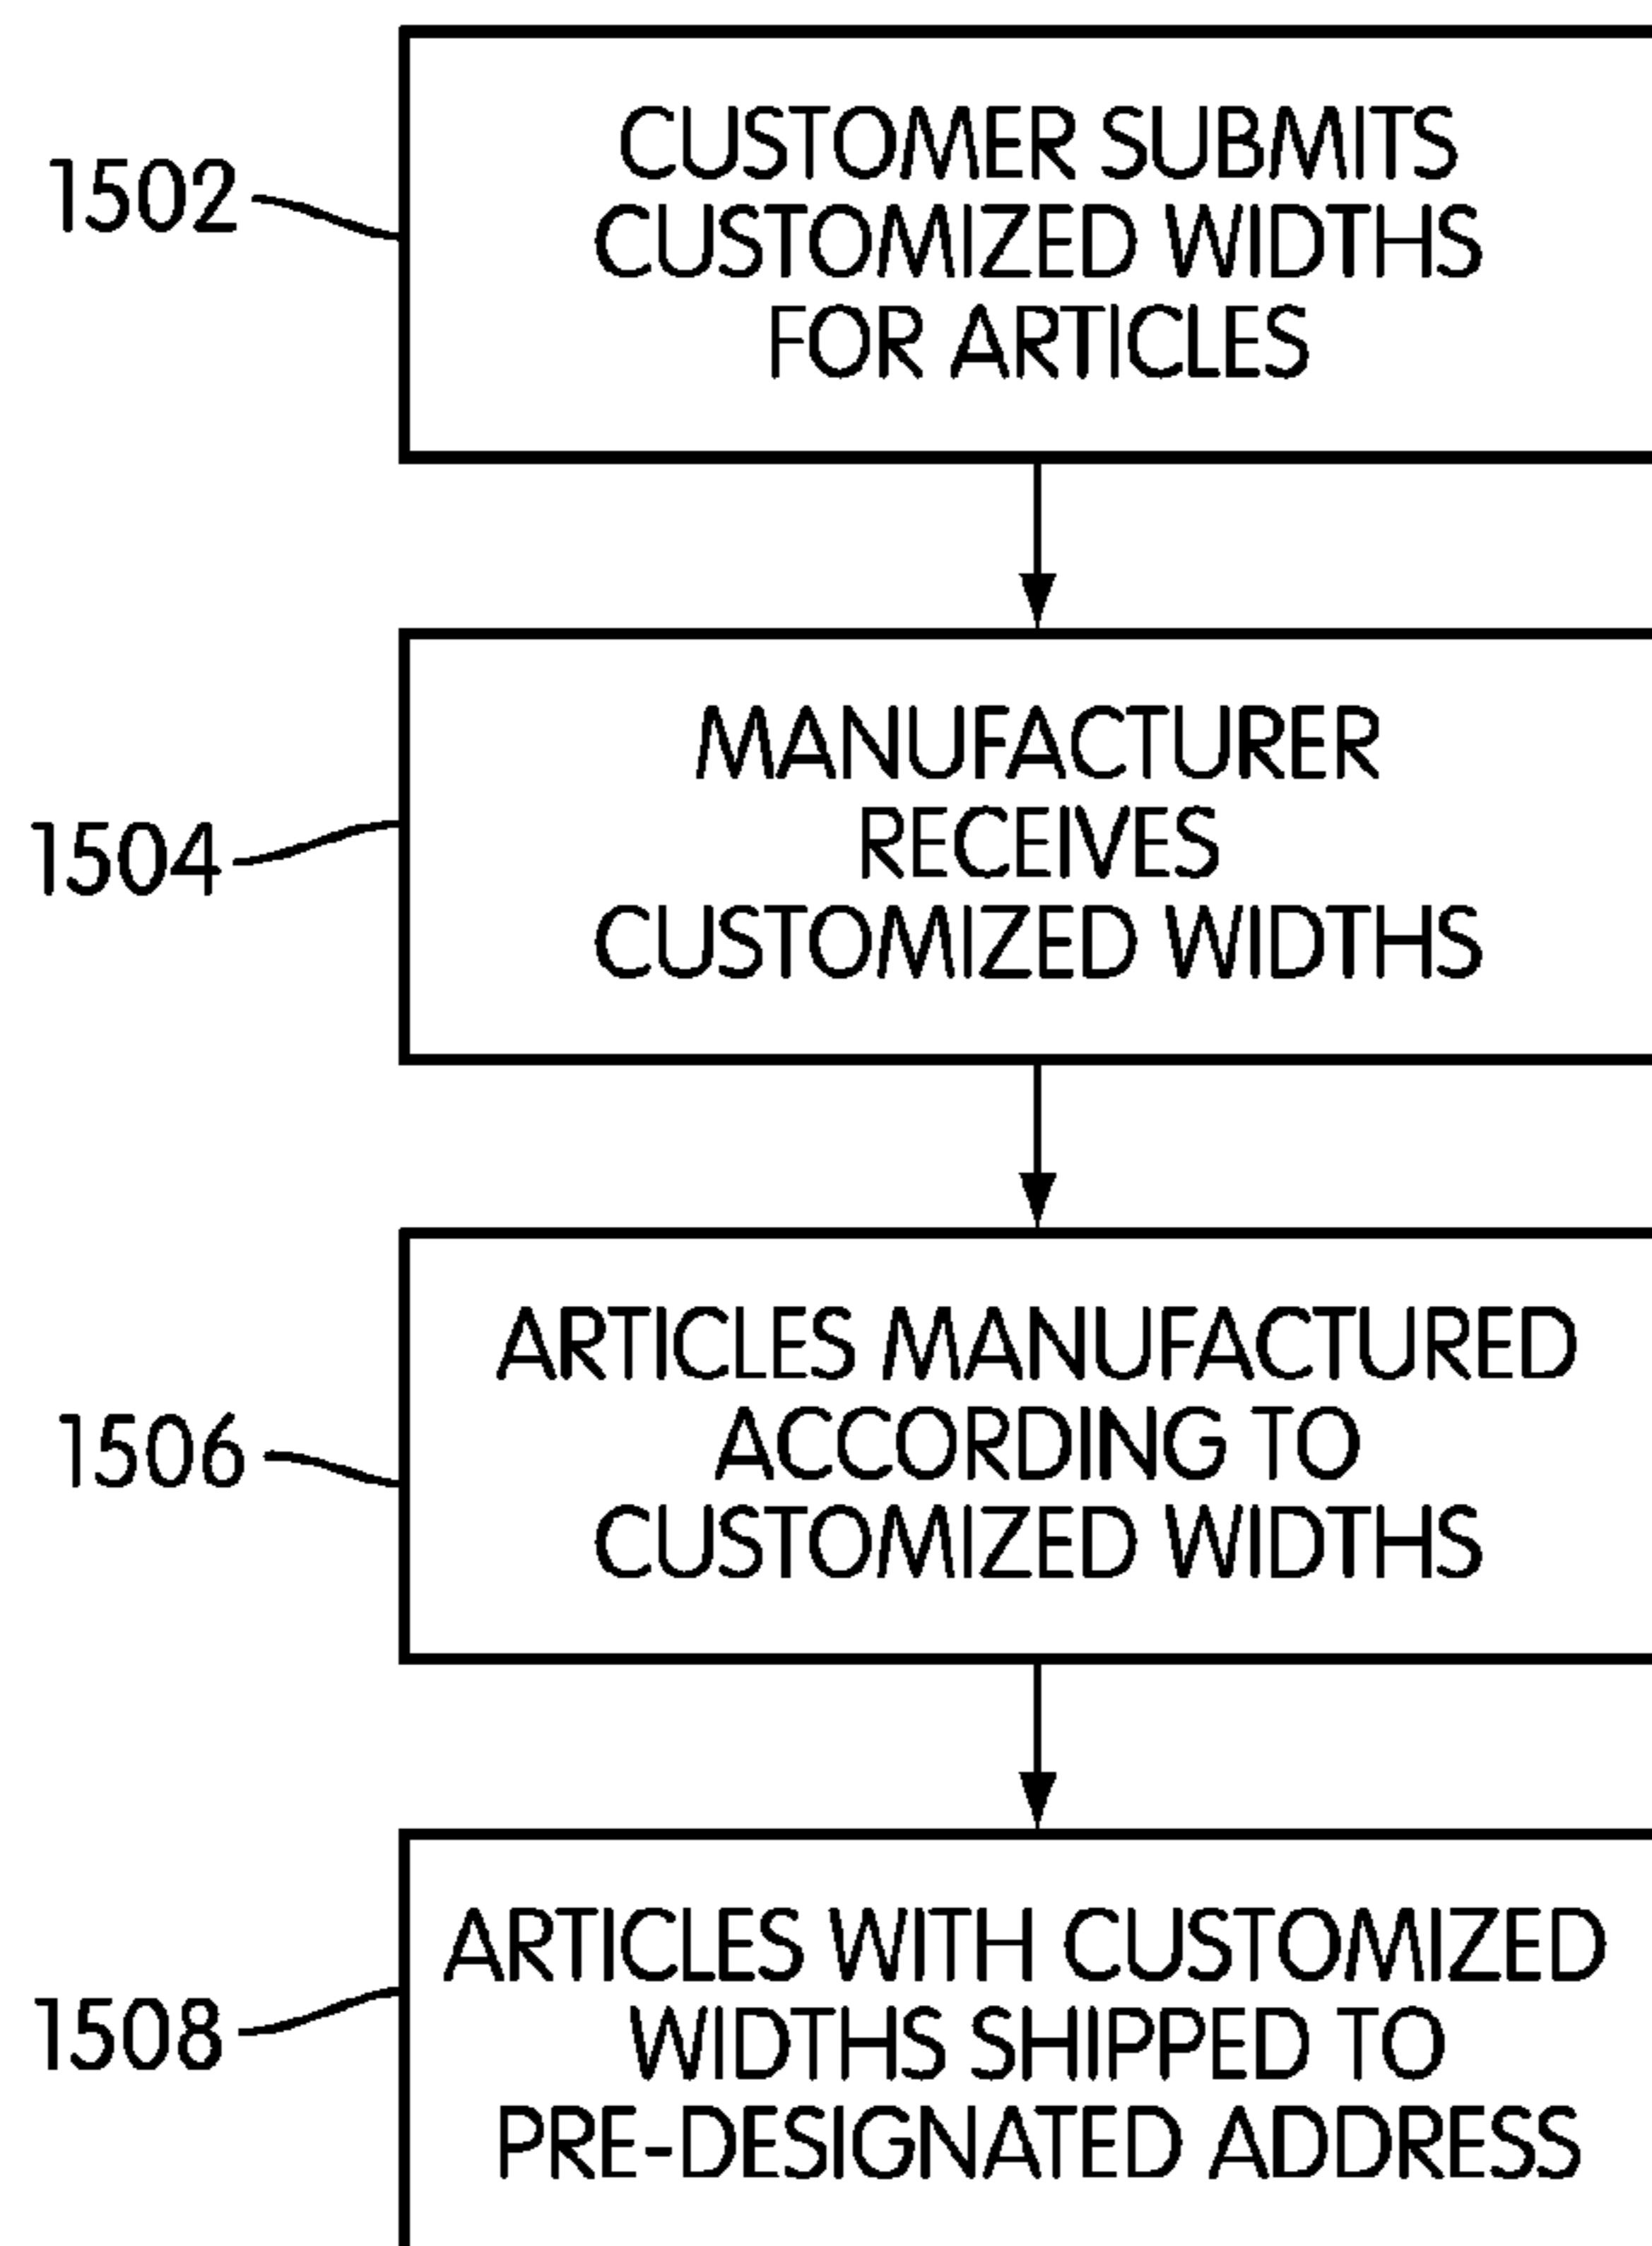 1502
CUSTOMER SUBMITS
CUSTOMIZED WIDTHS
FOR ARTICLES
1504
MANUFACTURER
RECEIVES
CUSTOMIZED WIDTHS
1506
ARTICLES MANUFACTURED
ACCORDING TO
CUSTOMIZED WIDTHS
1508
ARTICLES WITH CUSTOMIZED
WIDTHS SHIPPED TO
PRE-DESIGNATED ADDRESS